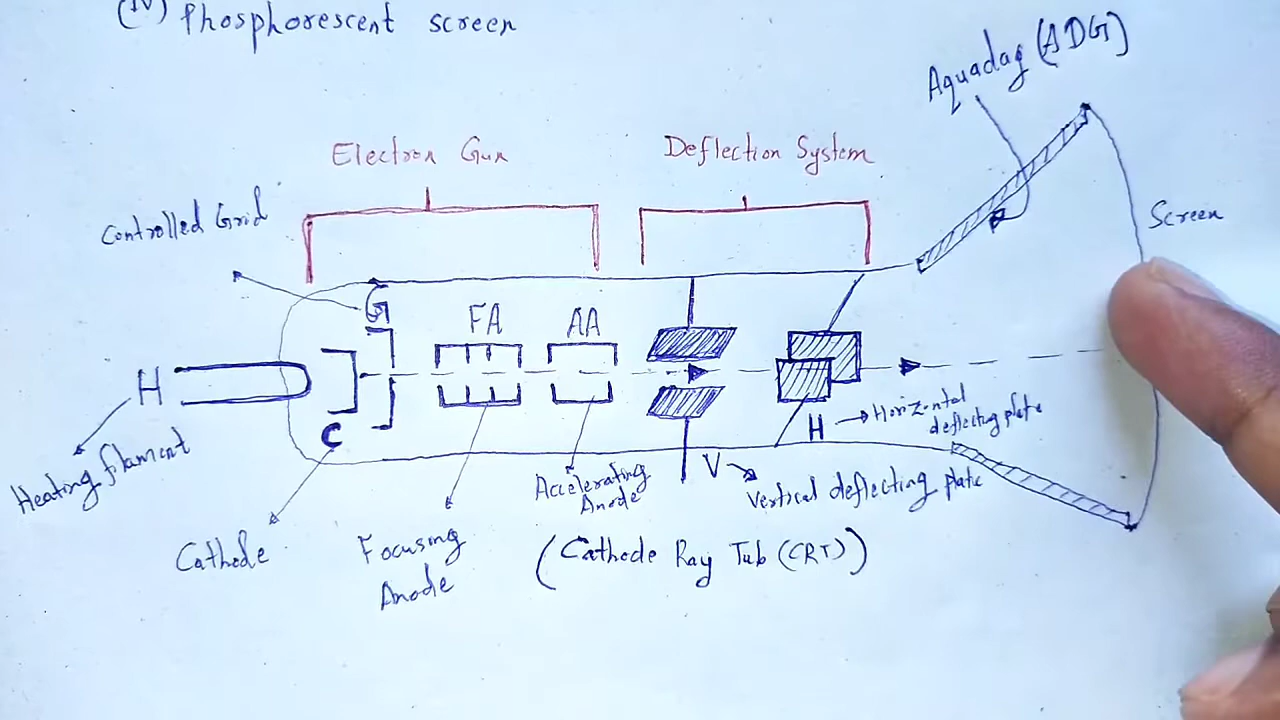 (iv) Phosphorescent screen
Aquadag (ADG)
Electron Gun
Deflection System
Controlled Grid
Screen
G
FA
AA
H
C
H → Horizontal
deflecting plate
Heating filament
V → Vertical deflecting plate
Accelerating
Anode
Cathode
Focusing
Anode
(Cathode Ray Tub (CRT))